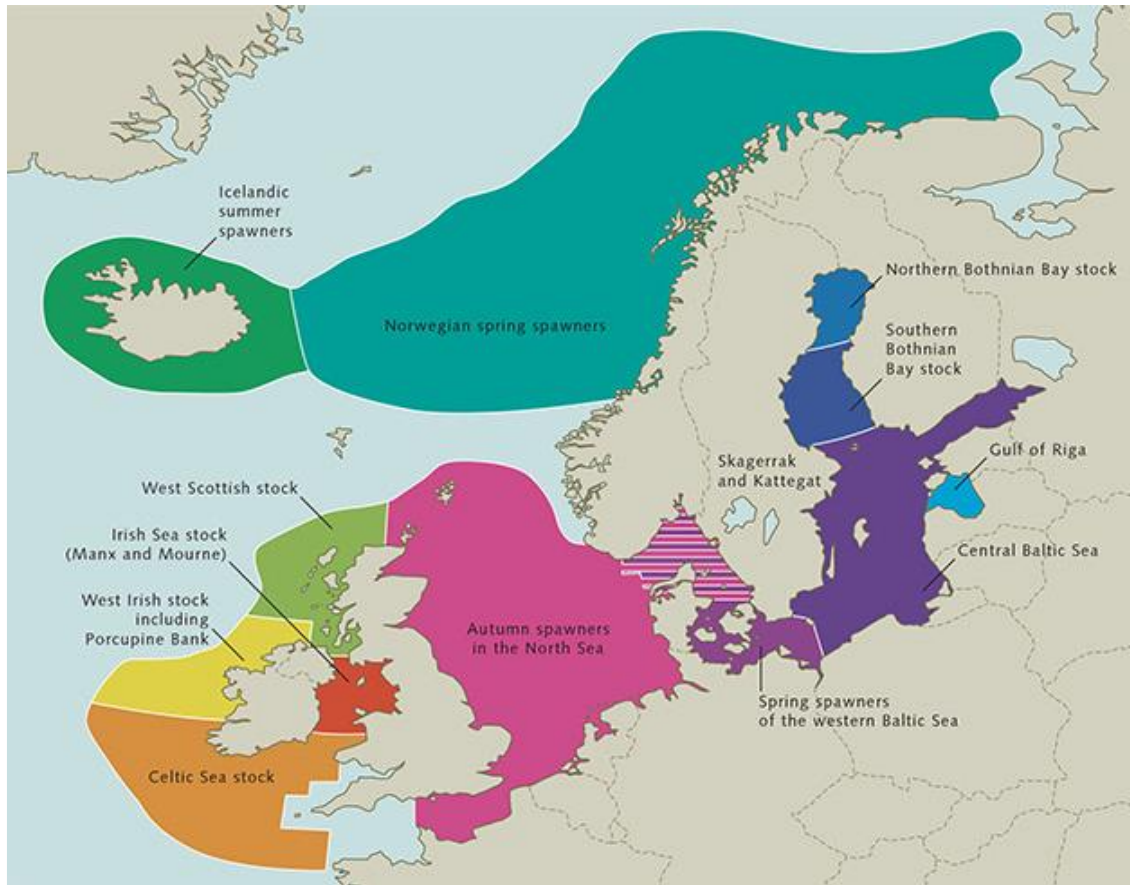 Icelandic
summer
spawners
Norwegian spring spawners
Northern Bothnian Bay stock
Southern
Bothnian
Bay stock
Skagerrak
and Kattegat
Gulf of Riga
Central Baltic Sea
West Scottish stock
Irish Sea stock
(Manx and Mourne)
West Irish stock
including
Porcupine Bank
Autumn spawners
in the North Sea
Spring spawners
of the western Baltic Sea
Celtic Sea stock